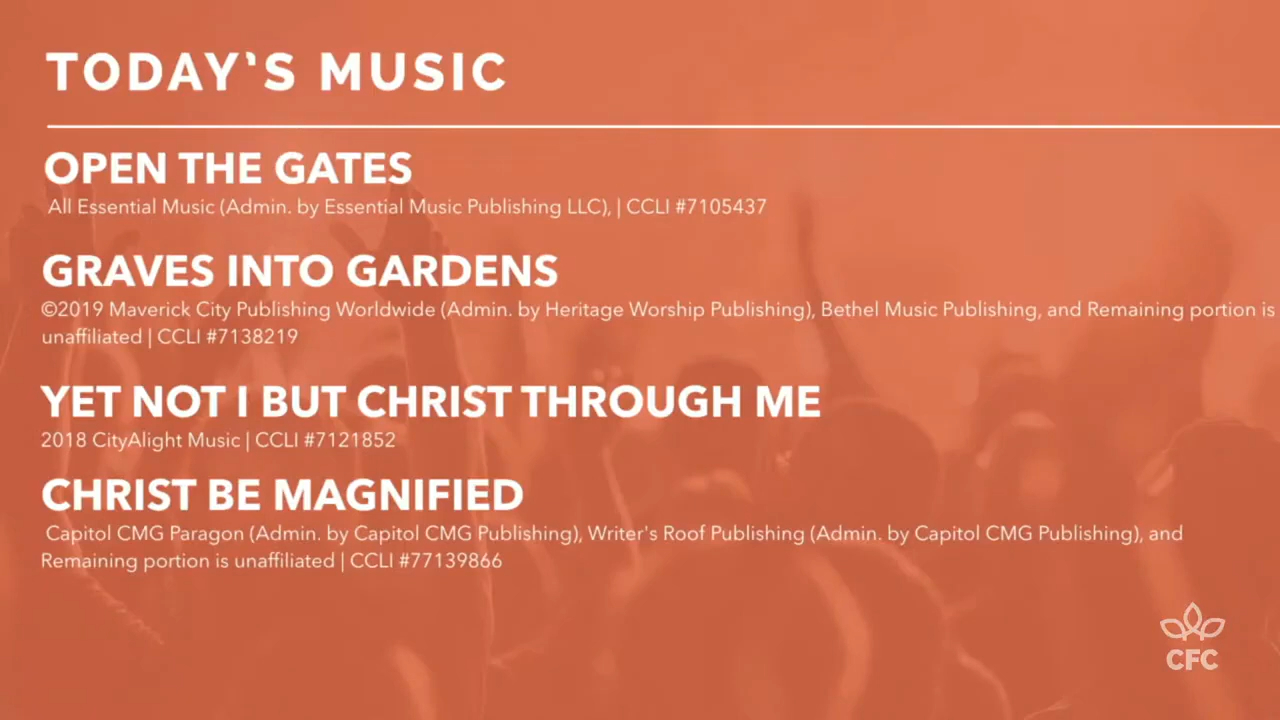 TODAY'S MUSIC
OPEN THE GATES
All Essential Music (Admin. by Essential Music Publishing LLC), | CCLI #7105437
GRAVES INTO GARDENS
©2019 Maverick City Publishing Worldwide (Admin. by Heritage Worship Publishing), Bethel Music Publishing, and Remaining portion is
unaffiliated | CCLI #7138219
YET NOT I BUT CHRIST THROUGH ME
2018 CityAlight Music | CCLI #7121852
CHRIST BE MAGNIFIED
Capitol CMG Paragon (Admin. by Capitol CMG Publishing), Writer's Roof Publishing (Admin. by Capitol CMG Publishing), and
Remaining portion is unaffiliated | CCLI #77139866
CFC